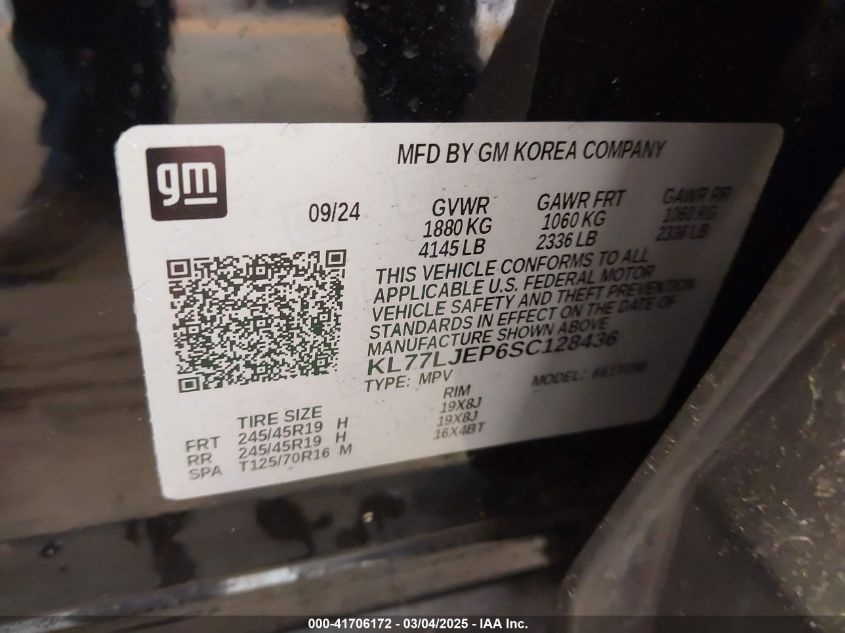 gm
MFD BY GM KOREA COMPANY
09/24
GVWR
1880 KG
4145 LB
GAWR FRT
1060 KG
2336 LB
GAWR RR
1060 KG
2336 LB
THIS VEHICLE CONFORMS TO ALL
APPLICABLE U.S. FEDERAL MOTOR
VEHICLE SAFETY AND THEFT PREVENTION
STANDARDS IN EFFECT ON THE DATE OF
MANUFACTURE SHOWN ABOVE
KL77LJEP6SC128436
TYPE: MPV
MODEL:
TIRE SIZE
RIM
FRT 245/45R19 H 19X8J
RR 245/45R19 H 19X8J
SPA T125/70R16 M 16X4BT
000-41706172 - 03/04/2025 - IAA Inc.